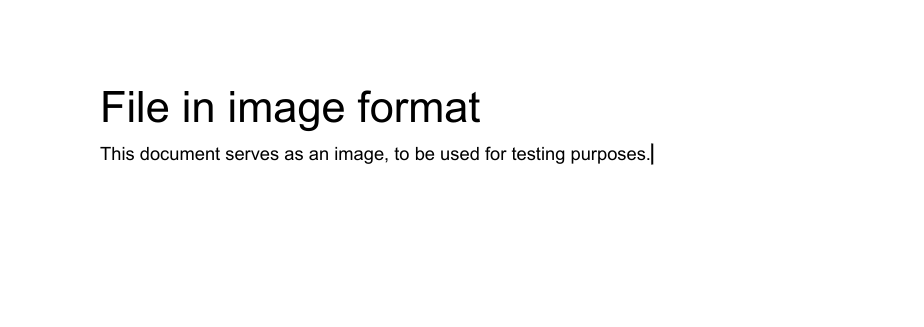 File in image format
This document serves as an image, to be used for testing purposes.